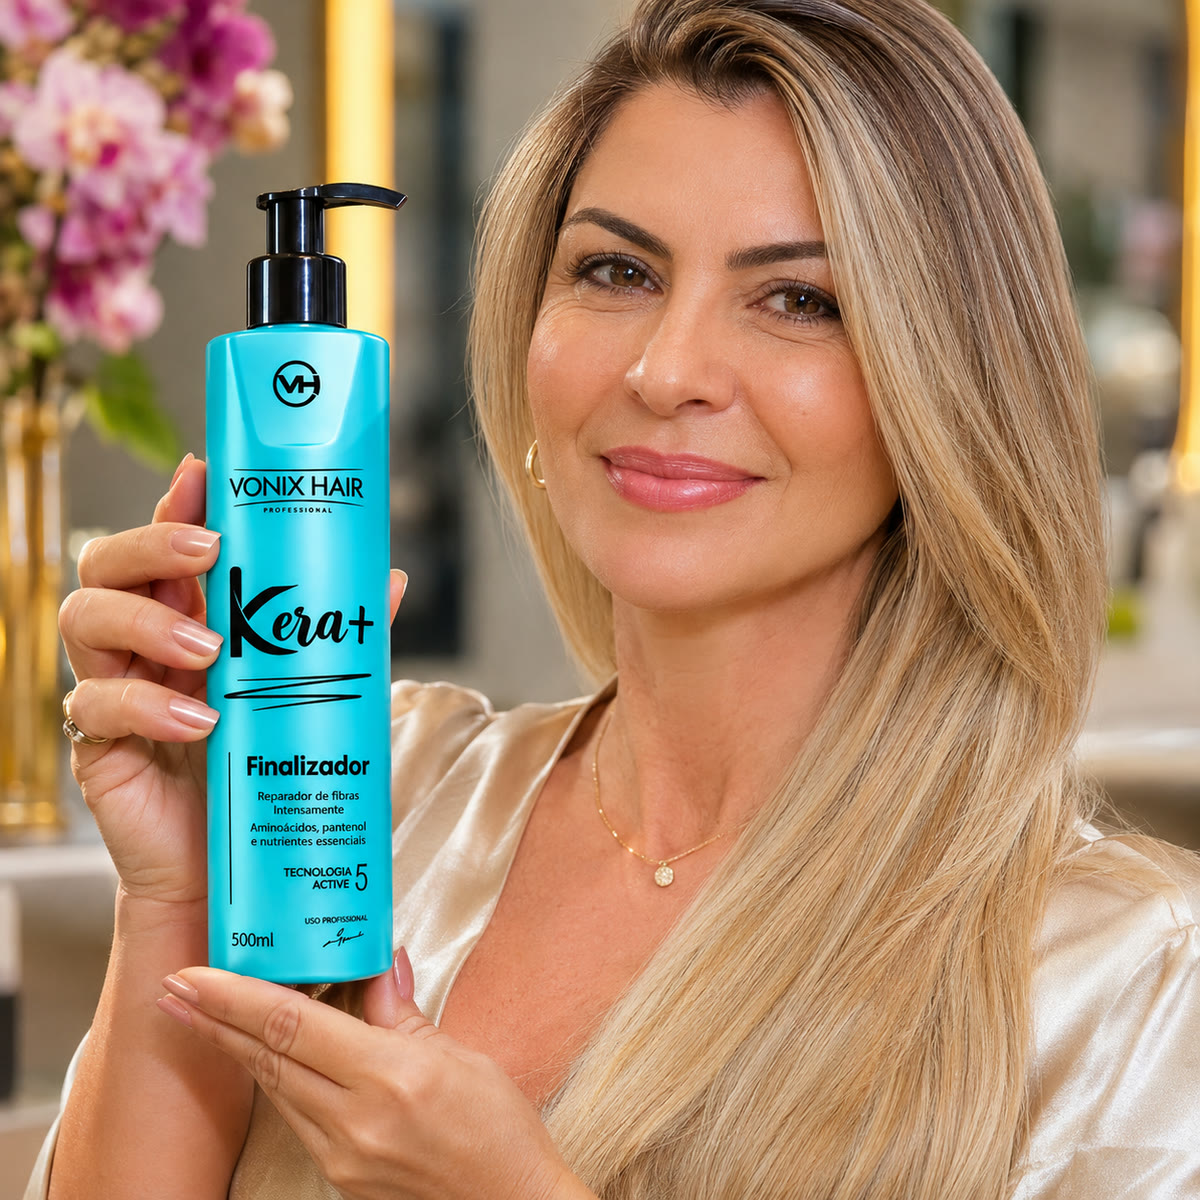 VH
VONIX HAIR
PROFESSIONAL
Kera+
Finalizador
Reparador de fibras
Intensamente
Aminoácidos, pantenol
e nutrientes essenciais
TECNOLOGIA
ACTIVE 5
USO PROFISSIONAL
500ml